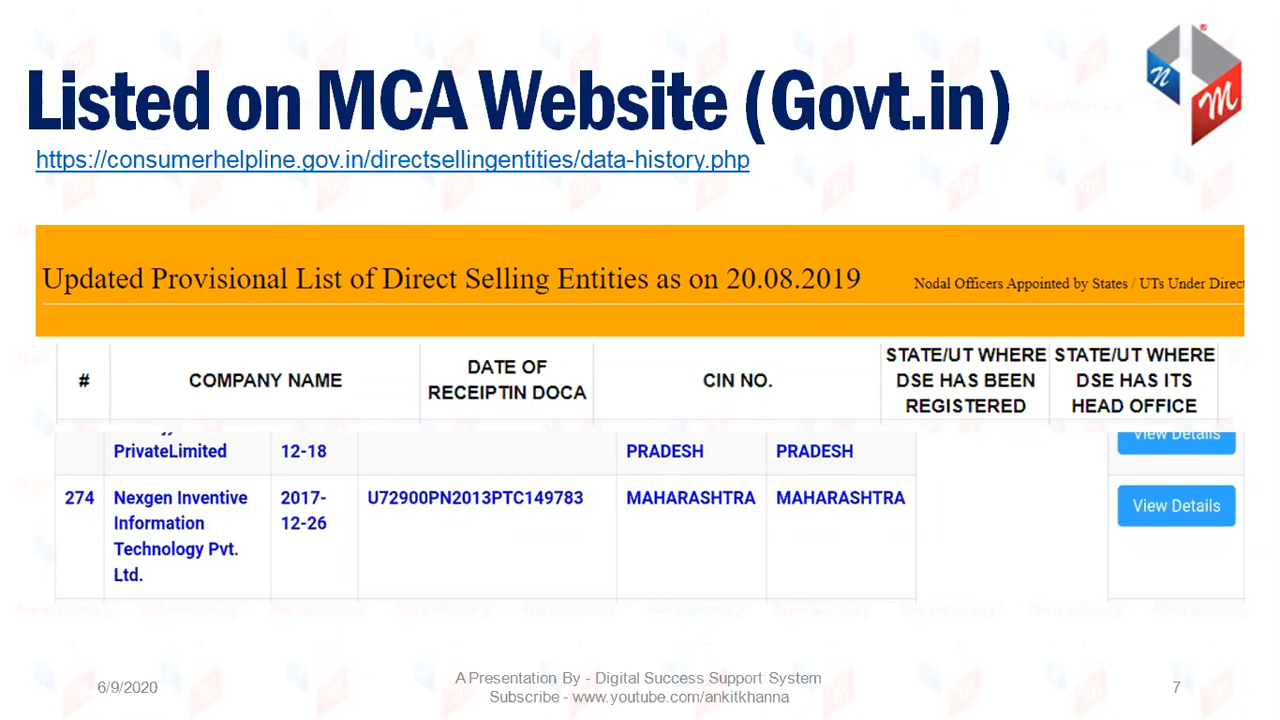 Listed on MCA Website (Govt.in)
https://consumerhelpline.gov.in/directsellingentities/data-history.php
n
M
Updated Provisional List of Direct Selling Entities as on 20.08.2019
Nodal Officers Appointed by States / UTs Under Direct
# COMPANY NAME DATE OF RECEIPTIN DOCA CIN NO. STATE/UT WHERE DSE HAS BEEN REGISTERED STATE/UT WHERE DSE HAS ITS HEAD OFFICE
PrivateLimited 12-18 PRADESH PRADESH View Details
274 Nexgen Inventive 2017- U72900PN2013PTC149783 MAHARASHTRA MAHARASHTRA View Details
Information 12-26
Technology Pvt.
Ltd.
6/9/2020
A Presentation By - Digital Success Support System
Subscribe - www.youtube.com/ankitkhanna
7